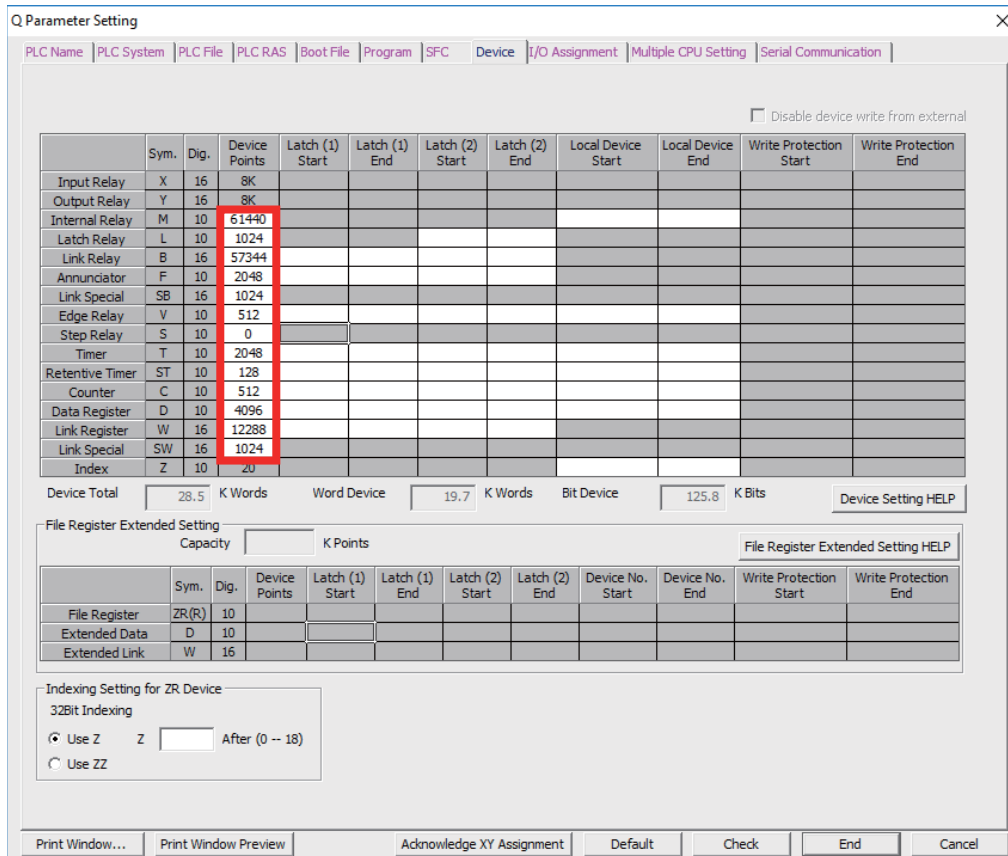 Q Parameter Setting
PLC Name PLC System PLC File PLC RAS Boot File Program SFC Device I/O Assignment Multiple CPU Setting Serial Communication
Disable device write from external
Sym. Dig. Device Points Latch (1) Start Latch (1) End Latch (2) Start Latch (2) End Local Device Start Local Device End Write Protection Start Write Protection End
Input Relay X 16 8K
Output Relay Y 16 8K
Internal Relay M 10 61440
Latch Relay L 10 1024
Link Relay B 16 57344
Annunciator F 10 2048
Link Special SB 16 1024
Edge Relay V 10 512
Step Relay S 10 0
Timer T 10 2048
Retentive Timer ST 10 128
Counter C 10 512
Data Register D 10 4096
Link Register W 16 12288
Link Special SW 16 1024
Index Z 10 20
Device Total 28.5 K Words Word Device 19.7 K Words Bit Device 125.8 K Bits Device Setting HELP
File Register Extended Setting
Capacity K Points File Register Extended Setting HELP
Sym. Dig. Device Points Latch (1) Start Latch (1) End Latch (2) Start Latch (2) End Device No. Start Device No. End Write Protection Start Write Protection End
File Register ZR(R) 10
Extended Data D 10
Extended Link W 16
Indexing Setting for ZR Device
32Bit Indexing
Use Z Z After (0 -- 18)
Use ZZ
Print Window... Print Window Preview Acknowledge XY Assignment Default Check End Cancel